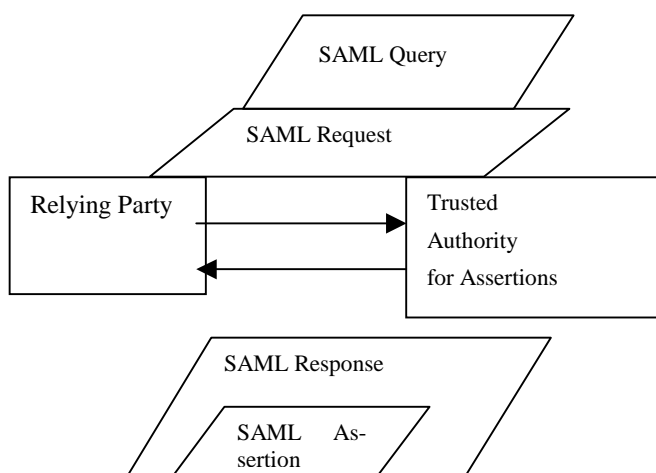 SAML Query
SAML Request
Relying Party
Trusted
Authority
for Assertions
SAML Response
SAML As-
sertion